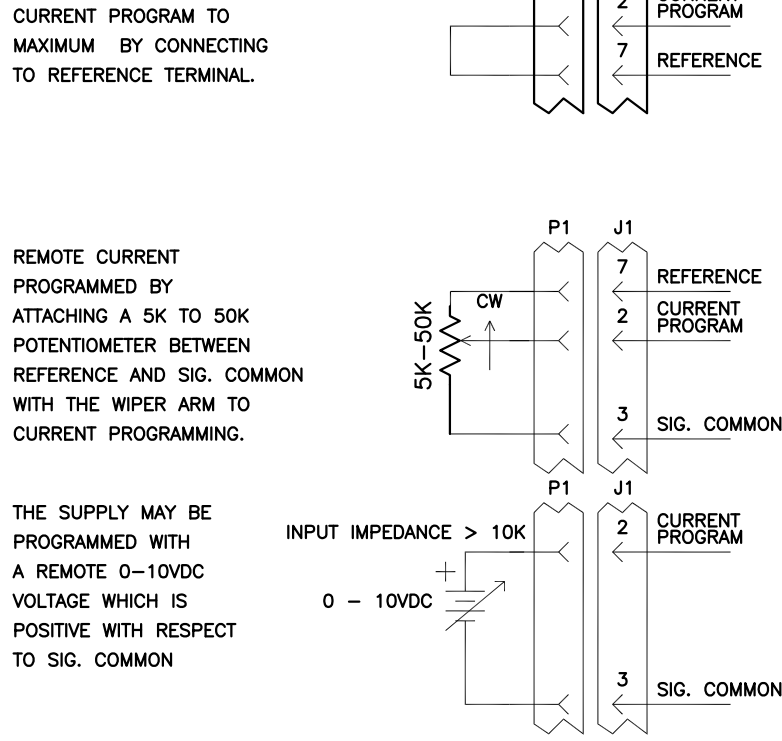 CURRENT PROGRAM TO
MAXIMUM BY CONNECTING
TO REFERENCE TERMINAL.
2
PROGRAM
7
REFERENCE
REMOTE CURRENT
PROGRAMMED BY
ATTACHING A 5K TO 50K
POTENTIOMETER BETWEEN
REFERENCE AND SIG. COMMON
WITH THE WIPER ARM TO
CURRENT PROGRAMMING.
P1
J1
5K-50K
CW
7
REFERENCE
2
CURRENT
PROGRAM
3
SIG. COMMON
THE SUPPLY MAY BE
PROGRAMMED WITH
A REMOTE 0-10VDC
VOLTAGE WHICH IS
POSITIVE WITH RESPECT
TO SIG. COMMON
P1
J1
INPUT IMPEDANCE > 10K
+
0 - 10VDC
2
CURRENT
PROGRAM
3
SIG. COMMON